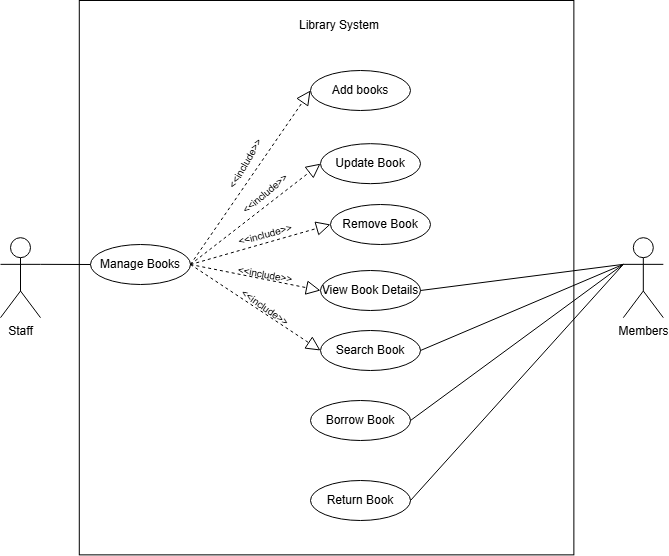 Library System
Add books
<<include>>
Update Book
<<include>>
Remove Book
<<include>>
Manage Books
<<include>>
View Book Details
<<include>>
Search Book
Staff
Members
Borrow Book
Return Book